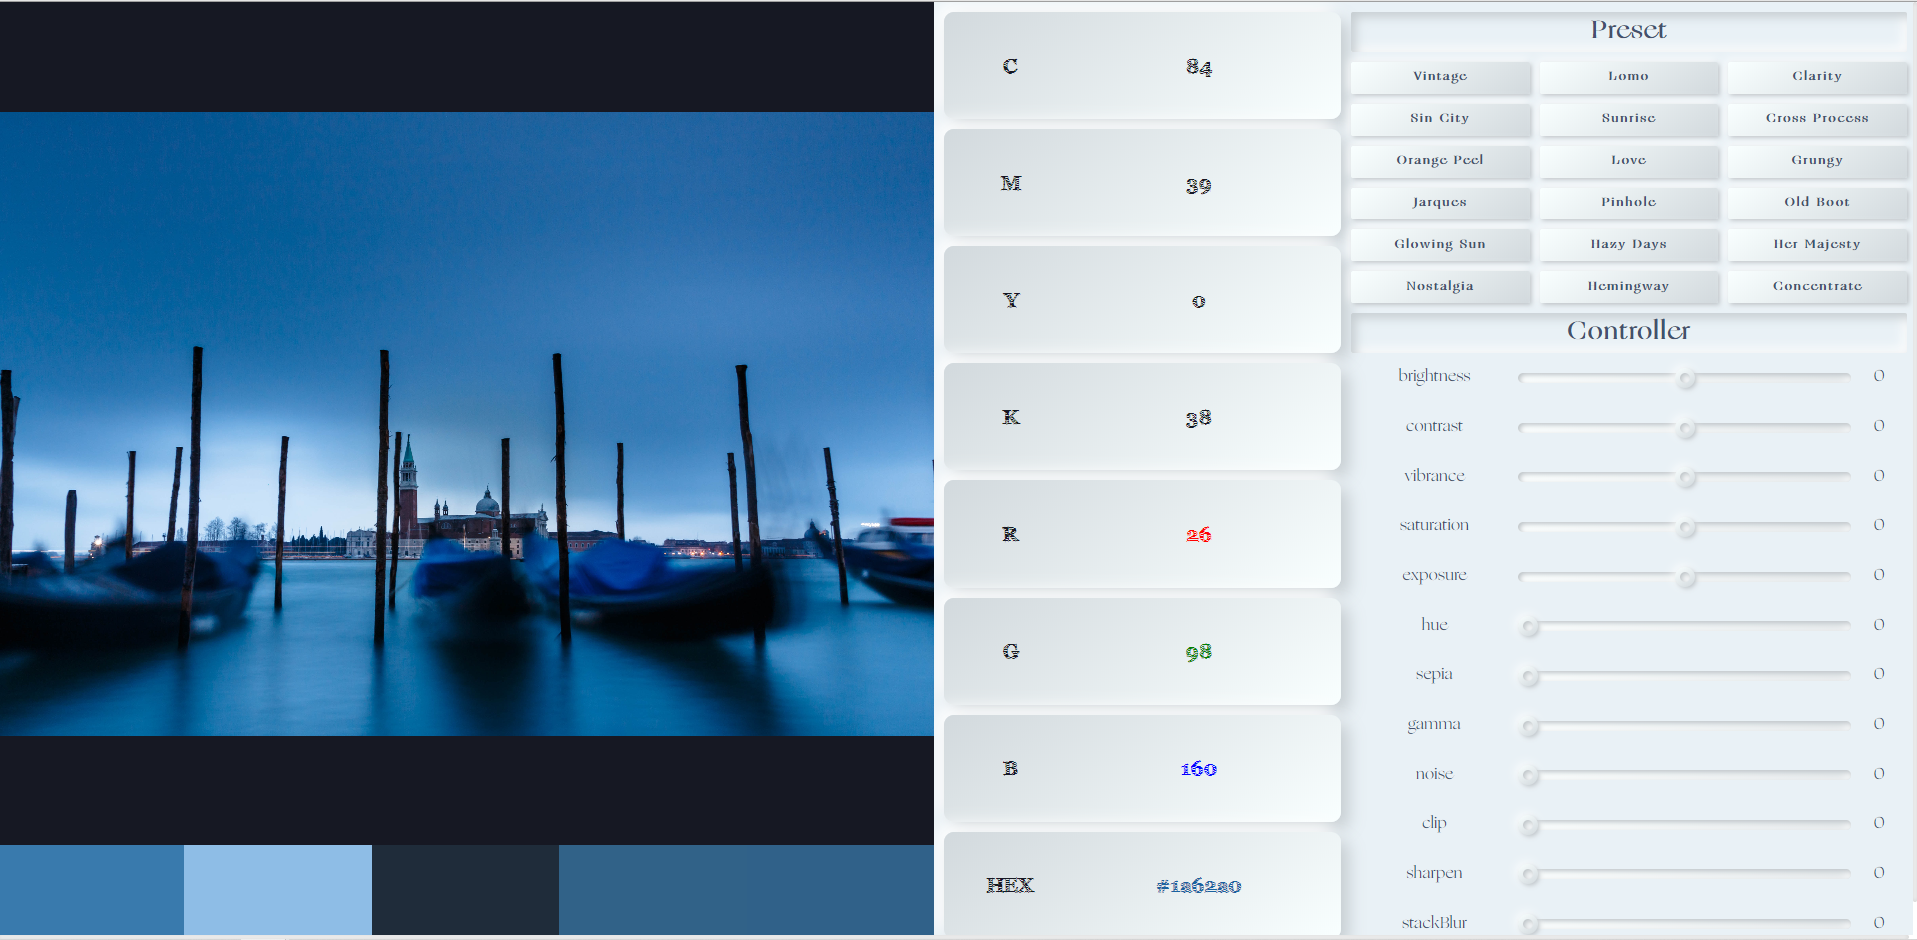 C 84
M 39
Y 0
K 38
R 26
G 98
B 160
HEX #1a62a0
Preset
Vintage Lomo Clarity
Sin City Sunrise Cross Process
Orange Peel Love Grungy
Jarques Pinhole Old Boot
Glowing Sun Hazy Days Her Majesty
Nostalgia Hemingway Concentrate
Controller
brightness 0
contrast 0
vibrance 0
saturation 0
exposure 0
hue 0
sepia 0
gamma 0
noise 0
clip 0
sharpen 0
stackBlur 0